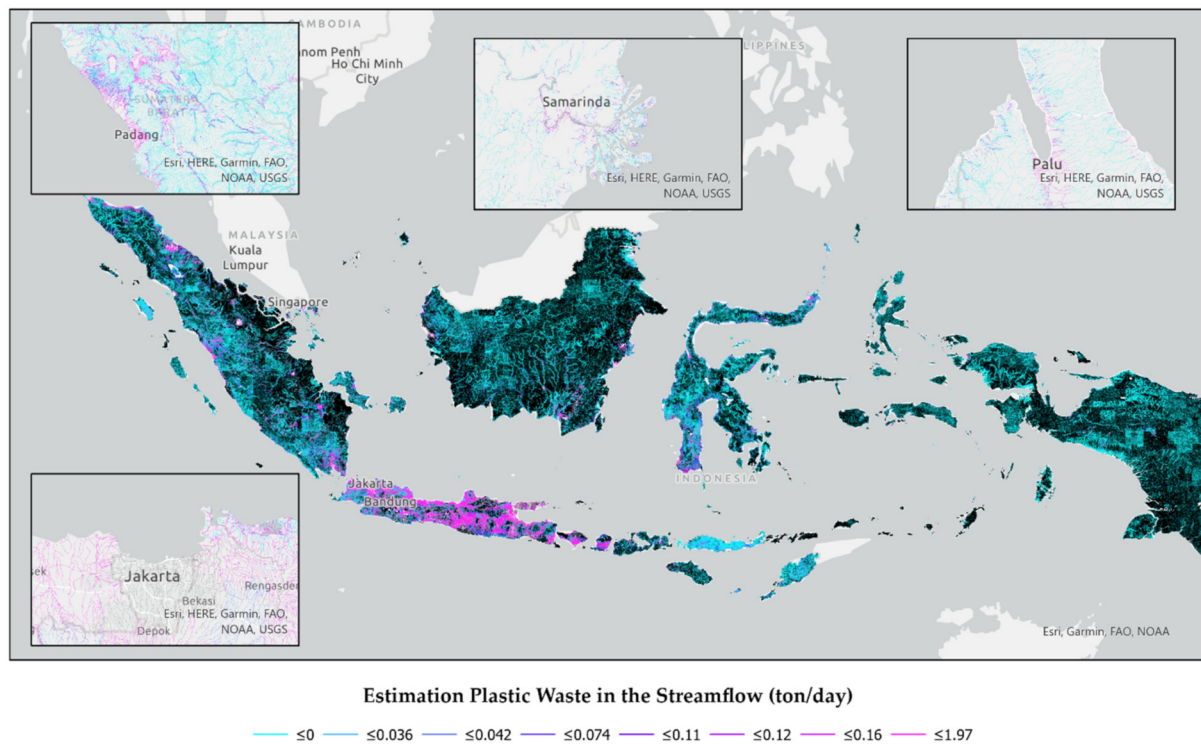 CAMBODIA
nom Penh
Ho Chi Minh
City
LIPPINES
SUMATERA
BARAT
Padang
Esri, HERE, Garmin, FAO,
NOAA, USGS
Samarinda
Esri, HERE, Garmin, FAO,
NOAA, USGS
Palu
Esri, HERE, Garmin, FAO,
NOAA, USGS
MALAYSIA
Kuala
Lumpur
Singapore
INDONESIA
Jakarta
Bandung
sek
Jakarta
Rengasden
Bekasi
Esri, HERE, Garmin, FAO,
NOAA, USGS
Depok
Esri, Garmin, FAO, NOAA
Estimation Plastic Waste in the Streamflow (ton/day)
≤0 ≤0.036 ≤0.042 ≤0.074 ≤0.11 ≤0.12 ≤0.16 ≤1.97